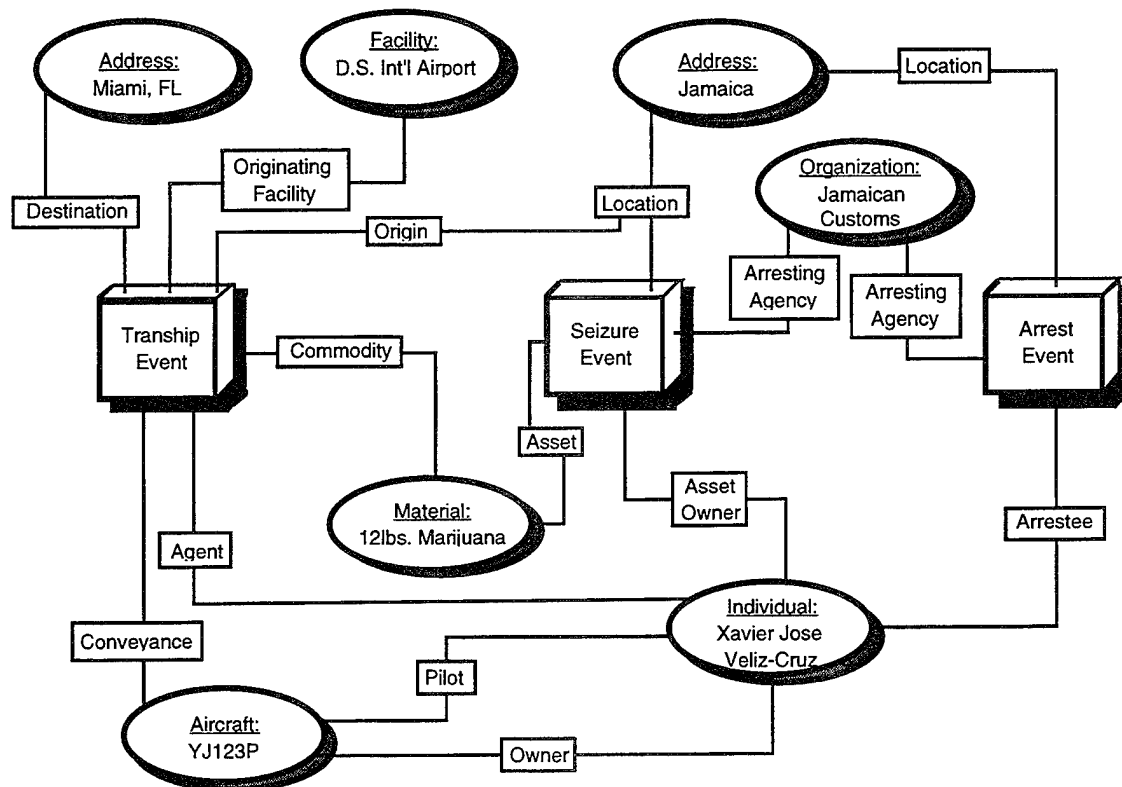 Address:
Miami, FL
Facility:
D.S. Int'l Airport
Address:
Jamaica
Location
Originating
Facility
Organization:
Jamaican
Customs
Destination
Origin
Location
Arresting
Agency
Arresting
Agency
Tranship
Event
Commodity
Seizure
Event
Arrest
Event
Asset
Material:
12lbs. Marijuana
Asset
Owner
Arrestee
Agent
Individual:
Xavier Jose
Veliz-Cruz
Conveyance
Pilot
Aircraft:
YJ123P
Owner